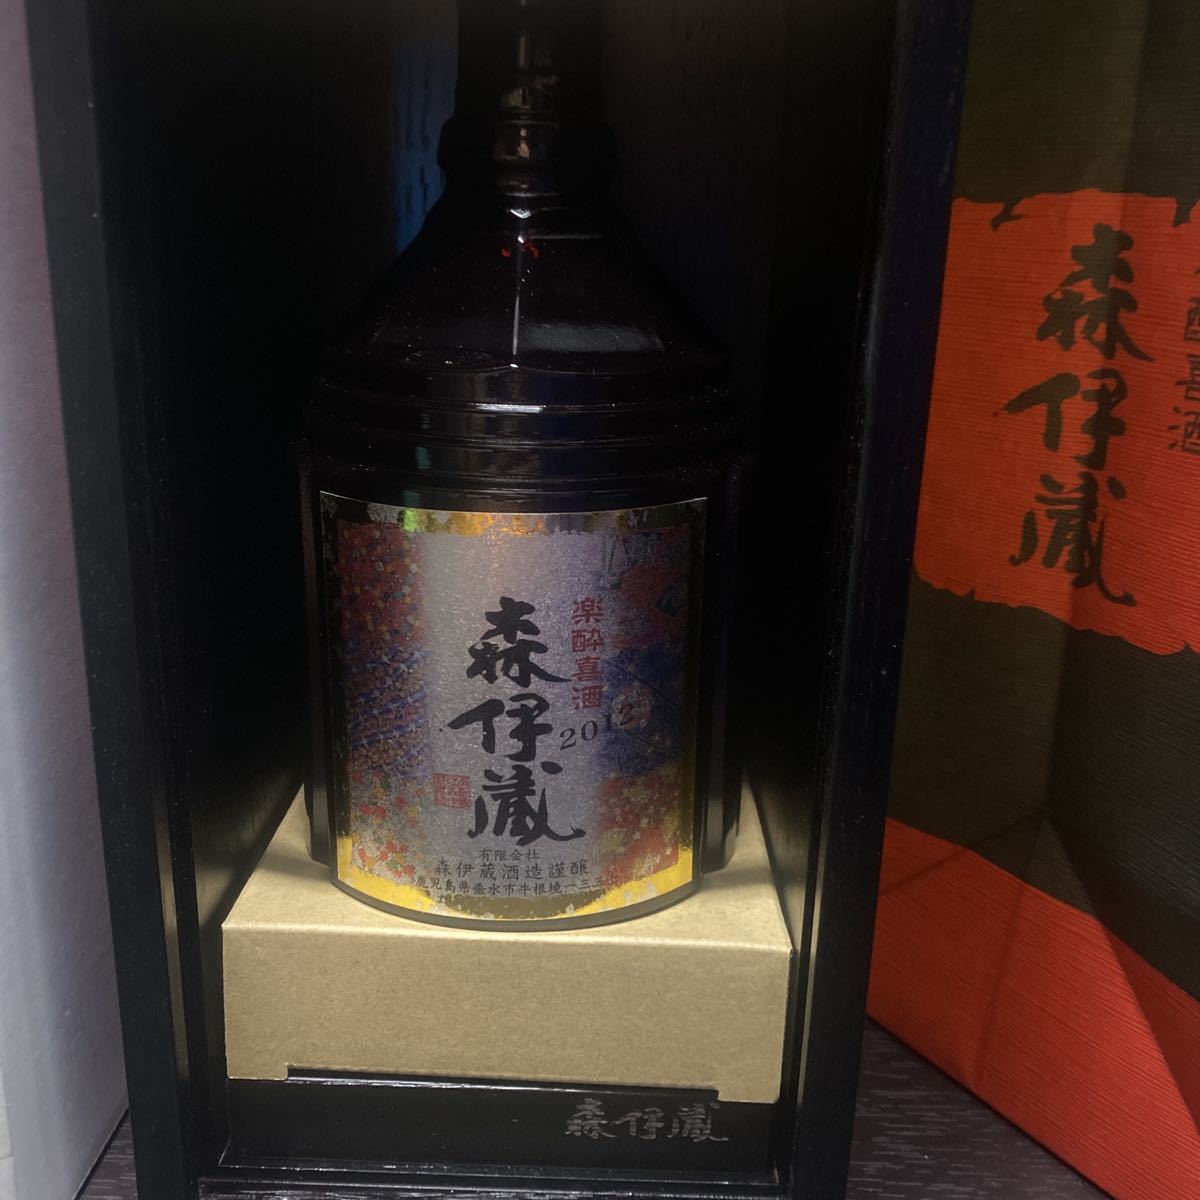 楽酔喜酒
森伊蔵
2012
有限会社
森伊蔵酒造謹醸
鹿児島県垂水市牛根境一三
森伊蔵
森伊蔵
酔喜酒